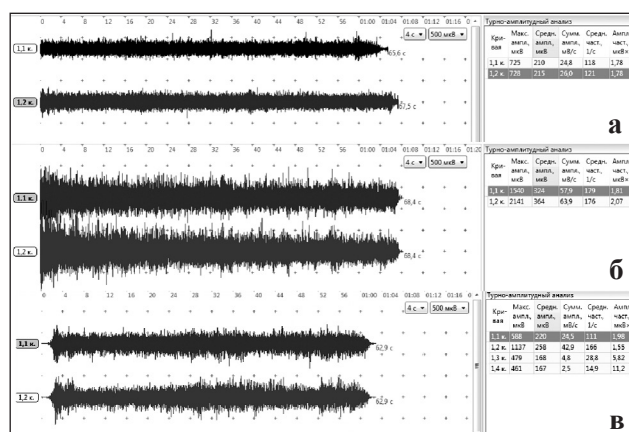 0 4 8 12 16 20 24 28 32 36 40 44 48 52 56 01:00 01:04 01:08 01:12 01:16 01:20
4 с 500 мкВ
1,1 к.
65,6 с
1,2 к.
67,5 с
Турно-амплитудный анализ
Кри-вая Макс. ампл., мкВ Средн. ампл., мкВ Сумм. ампл., мВ/с Средн. част., 1/с Ампл част, мкВ×
1,1 к. 725 210 24,8 118 1,78
1,2 к. 728 215 26,0 121 1,78
а
0 4 8 12 16 20 24 28 32 36 40 44 48 52 56 01:00 01:04 01:08 01:12 01:16 01:20
4 с 500 мкВ
1,1 к.
68,4 с
1,2 к.
68,4 с
Турно-амплитудный анализ
Кри-вая Макс. ампл., мкВ Средн. ампл., мкВ Сумм. ампл., мВ/с Средн. част., 1/с Ампл част, мкВ×
1,1 к. 1540 324 57,9 179 1,81
1,2 к. 2141 364 63,9 176 2,07
б
0 4 8 12 16 20 24 28 32 36 40 44 48 52 56 01:00 01:04 01:08 01:12 01:16
4 с 500 мкВ
1,1 к.
62,9 с
1,2 к.
62,9 с
Турно-амплитудный анализ
Кри-вая Макс. ампл., мкВ Средн. ампл., мкВ Сумм. ампл., мВ/с Средн. част., 1/с Ампл част, мкВ×
1,1 к. 588 220 24,5 111 1,98
1,2 к. 1137 258 42,9 166 1,55
1,3 к. 479 168 4,8 28,8 5,82
1,4 к. 461 167 2,5 14,9 11,2
в